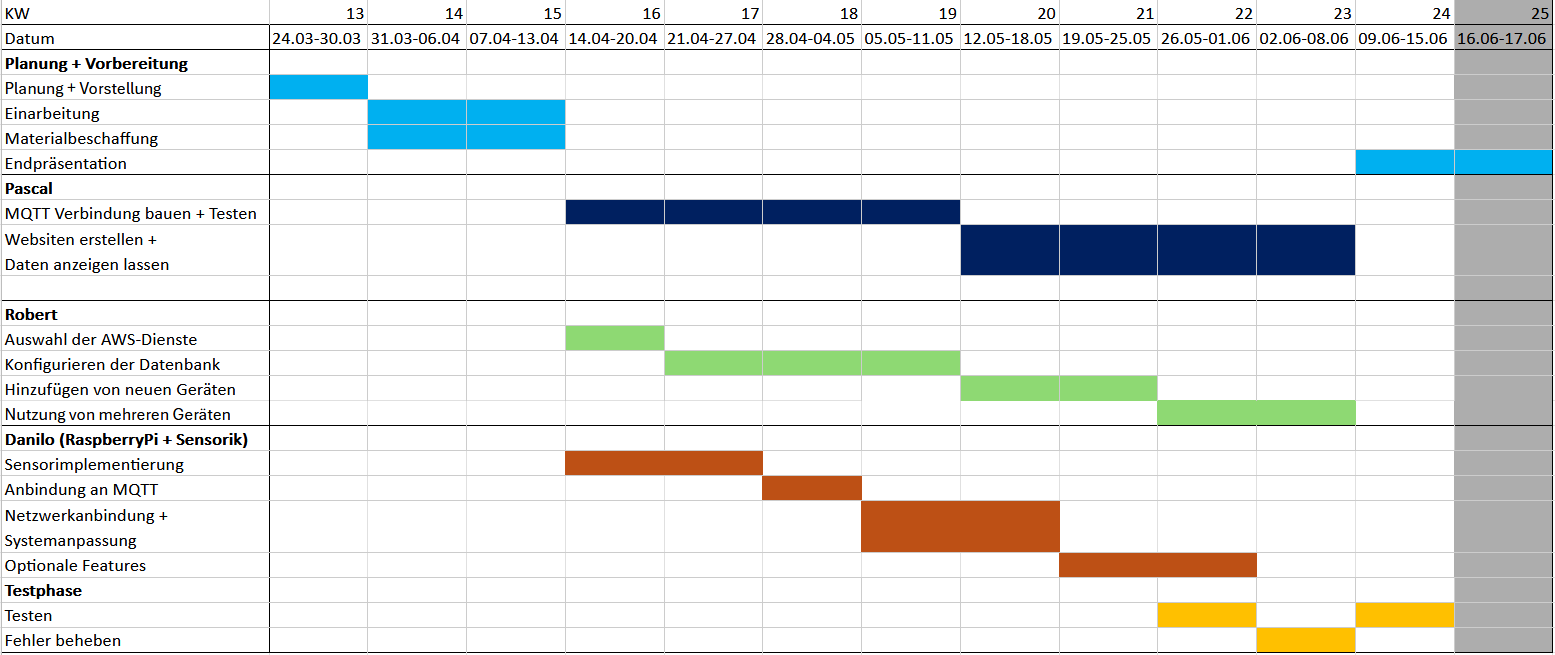 KW 13 14 15 16 17 18 19 20 21 22 23 24 25
Datum 24.03-30.03 31.03-06.04 07.04-13.04 14.04-20.04 21.04-27.04 28.04-04.05 05.05-11.05 12.05-18.05 19.05-25.05 26.05-01.06 02.06-08.06 09.06-15.06 16.06-17.06
Planung + Vorbereitung
Planung + Vorstellung
Einarbeitung
Materialbeschaffung
Endpräsentation
Pascal
MQTT Verbindung bauen + Testen
Websiten erstellen +
Daten anzeigen lassen
Robert
Auswahl der AWS-Dienste
Konfigurieren der Datenbank
Hinzufügen von neuen Geräten
Nutzung von mehreren Geräten
Danilo (RaspberryPi + Sensorik)
Sensorimplementierung
Anbindung an MQTT
Netzwerkanbindung +
Systemanpassung
Optionale Features
Testphase
Testen
Fehler beheben